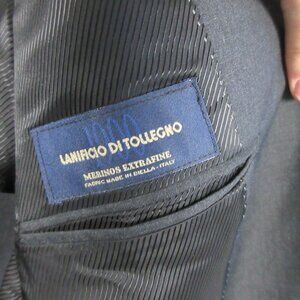 LANIFICIO DI TOLLEGNO
MERINOS EXTRAFINE
FABRIC MADE IN BIELLA - ITALY